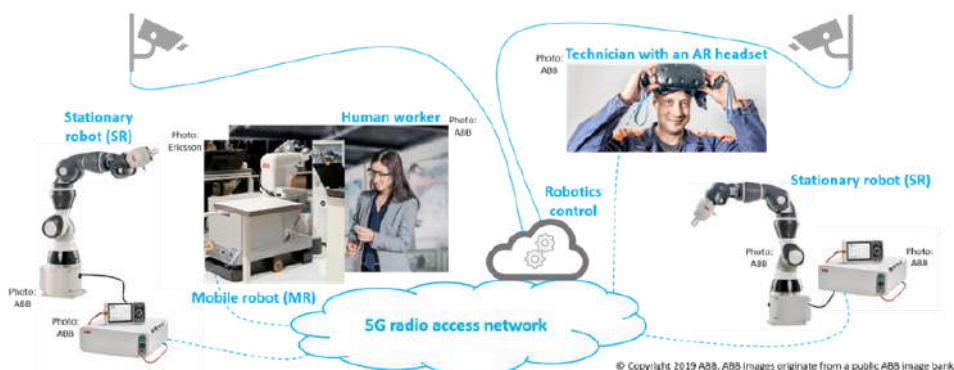 Technician with an AR headset
Photo:
ABB
Stationary
robot (SR)
Photo:
Ericsson
Human worker
Photo:
ABB
Stationary robot (SR)
Robotics
control
Photo:
ABB
Photo:
ABB
Photo:
ABB
Mobile robot (MR)
Photo:
ABB
5G radio access network
© Copyright 2019 ABB. ABB images originate from a public ABB image bank